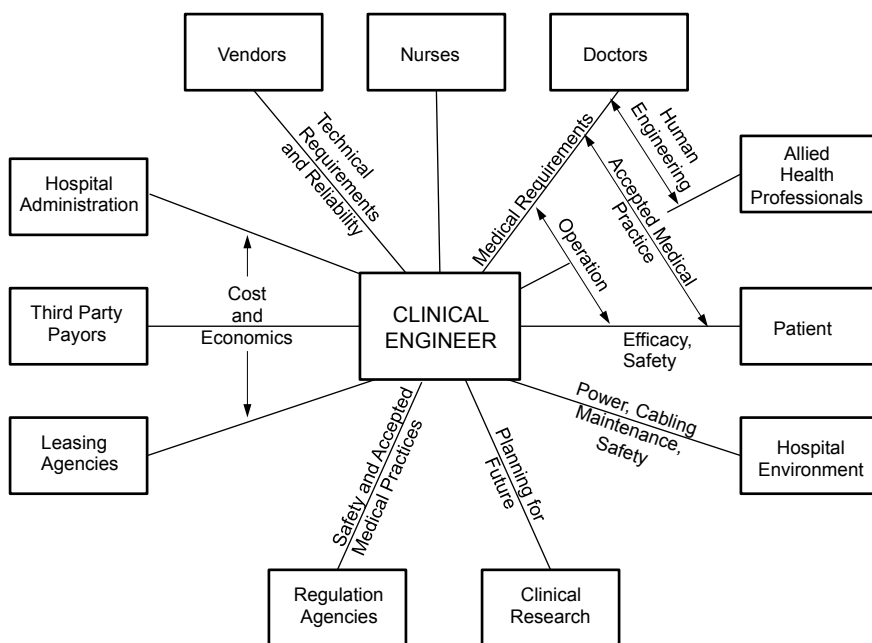 Vendors
Nurses
Doctors
Technical
Requirements
and Reliability
Medical Requirements
Human
Engineering
Accepted Medical
Practice
Operation
Allied
Health
Professionals
Hospital
Administration
Third Party
Payors
Cost
and
Economics
CLINICAL
ENGINEER
Efficacy,
Safety
Patient
Leasing
Agencies
Power, Cabling
Maintenance,
Safety
Hospital
Environment
Safety and Accepted
Medical Practices
Planning for
Future
Regulation
Agencies
Clinical
Research